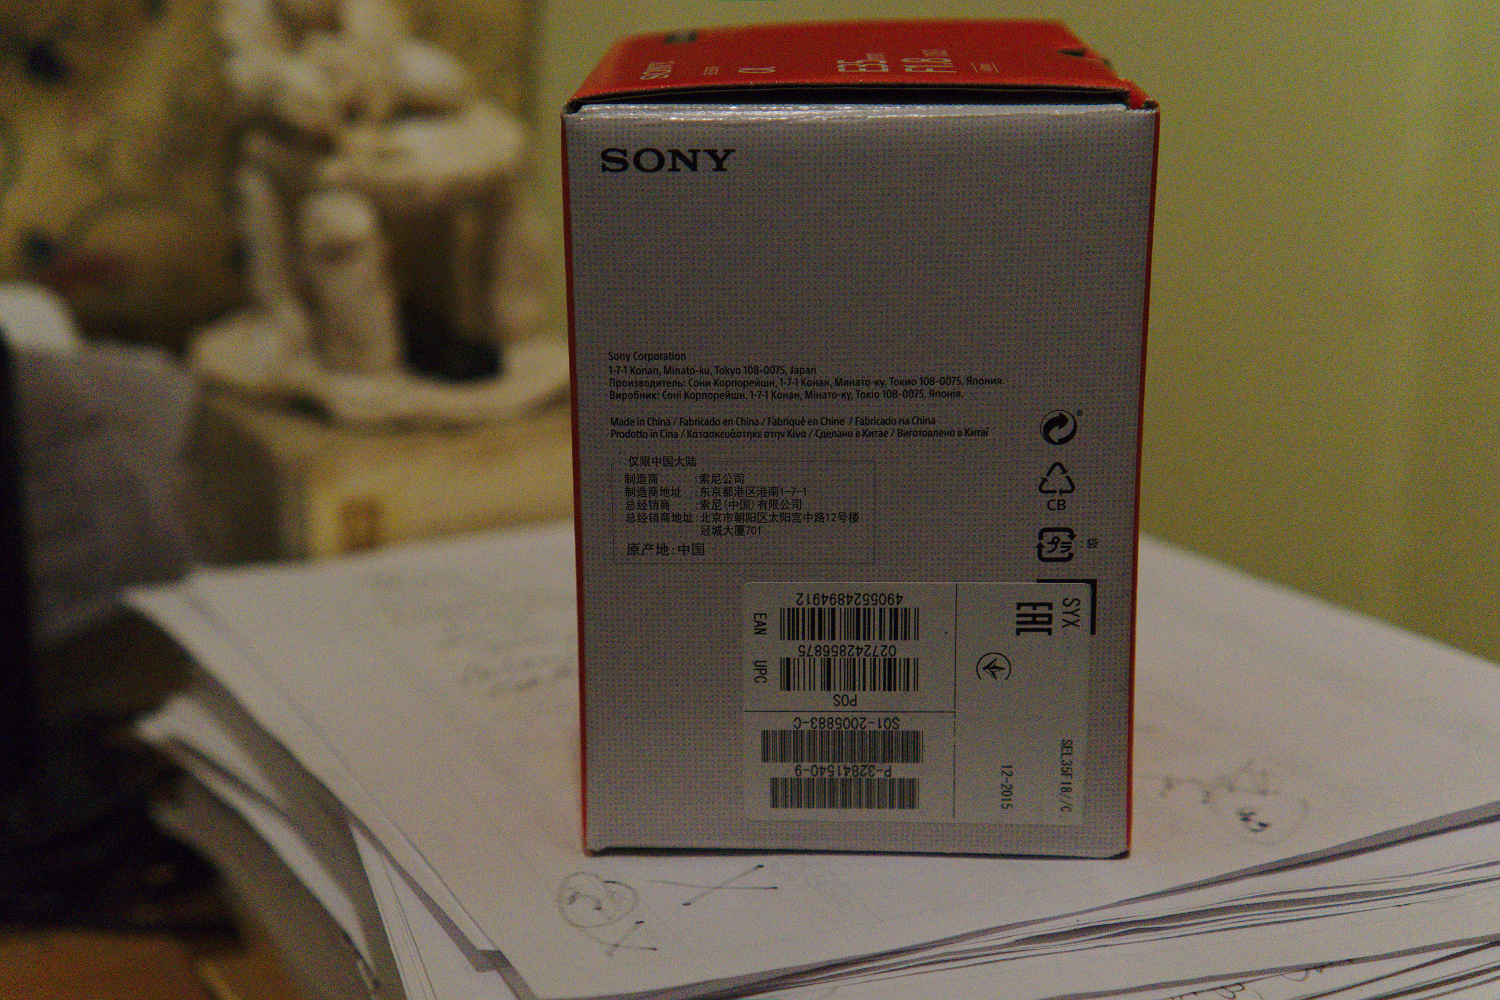 SONY
α
SONY
Sony Corporation
1-7-1 Konan, Minato-ku, Tokyo 108-0075, Japan
Производитель: Сони Корпорейшн, 1-7-1 Конан, Минато-ку, Токио 108-0075, Япония.
Виробник: Соні Корпорейшн, 1-7-1 Конан, Мінато-ку, Токіо 108-0075, Японія.
Made in China / Fabricado en China / Fabriqué en Chine / Fabricado na China
Prodotto in Cina / Κατασκευάστηκε στην Κίνα / Сделано в Китае / Виготовлено в Китаї
仅限中国大陆
制造商 :索尼公司
制造商地址 :东京都港区港南1-7-1
总经销商 :索尼(中国)有限公司
总经销商地址:北京市朝阳区太阳宫中路12号楼
冠城大厦701
原产地:中国
CB
プラ :袋
4905524894912
EAN
027242856875
UPC
POS
S01-2005883-C
P-32841540-9
SYX
EAC
SEL35F18//C
12-2015